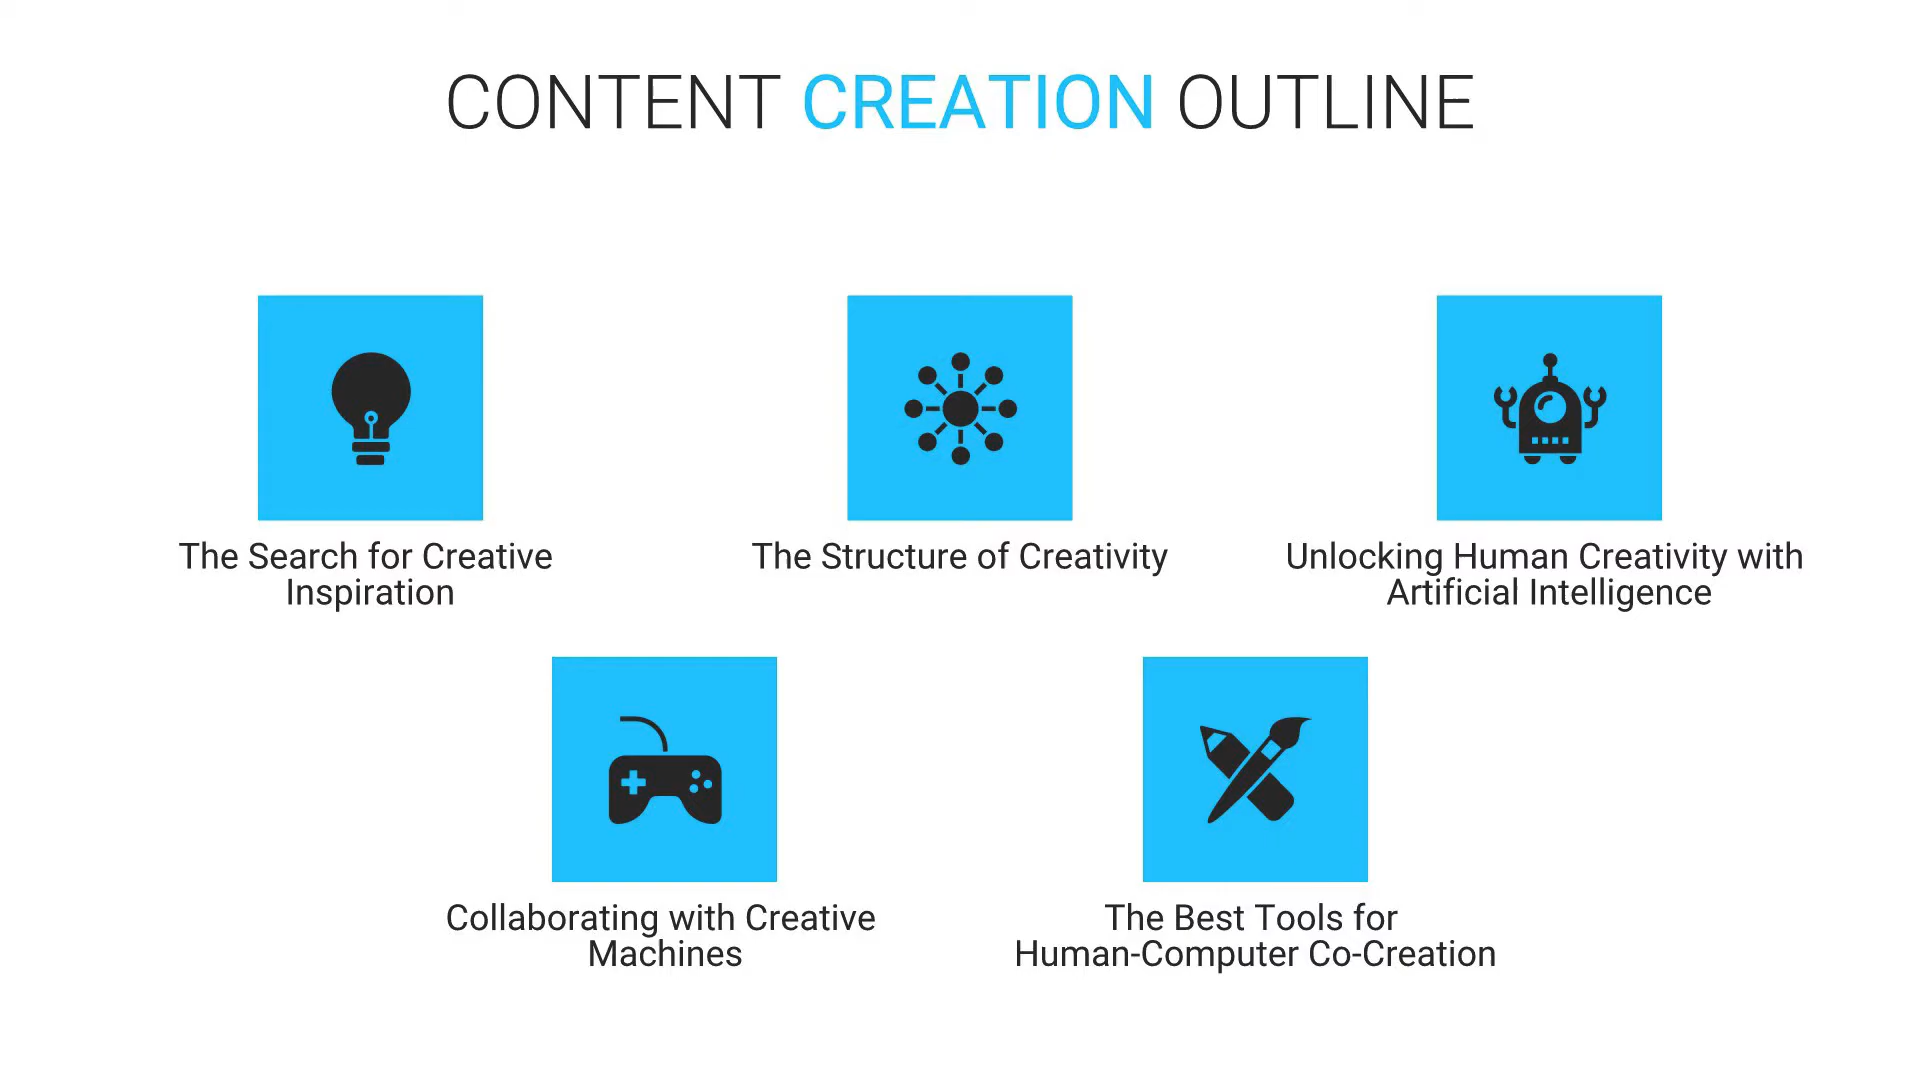 CONTENT CREATION OUTLINE
The Search for Creative
Inspiration
The Structure of Creativity
Unlocking Human Creativity with
Artificial Intelligence
Collaborating with Creative
Machines
The Best Tools for
Human-Computer Co-Creation